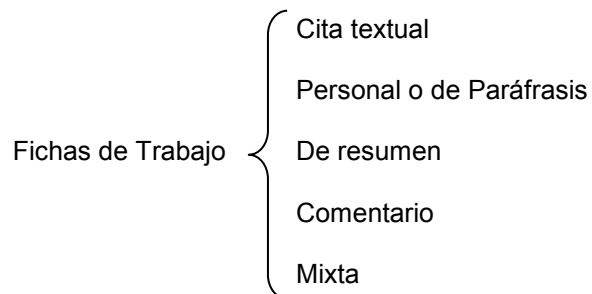 Cita textual
Personal o de Paráfrasis
Fichas de Trabajo
De resumen
Comentario
Mixta